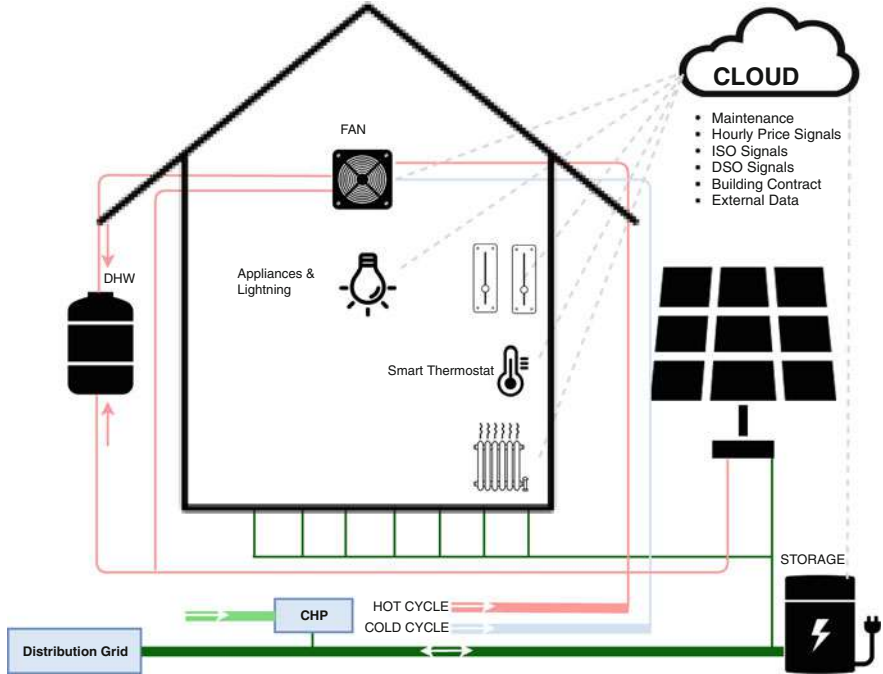 CLOUD
Maintenance
Hourly Price Signals
ISO Signals
DSO Signals
Building Contract
External Data
FAN
DHW
Appliances &
Lightning
Smart Thermostat
STORAGE
CHP
HOT CYCLE
COLD CYCLE
Distribution Grid